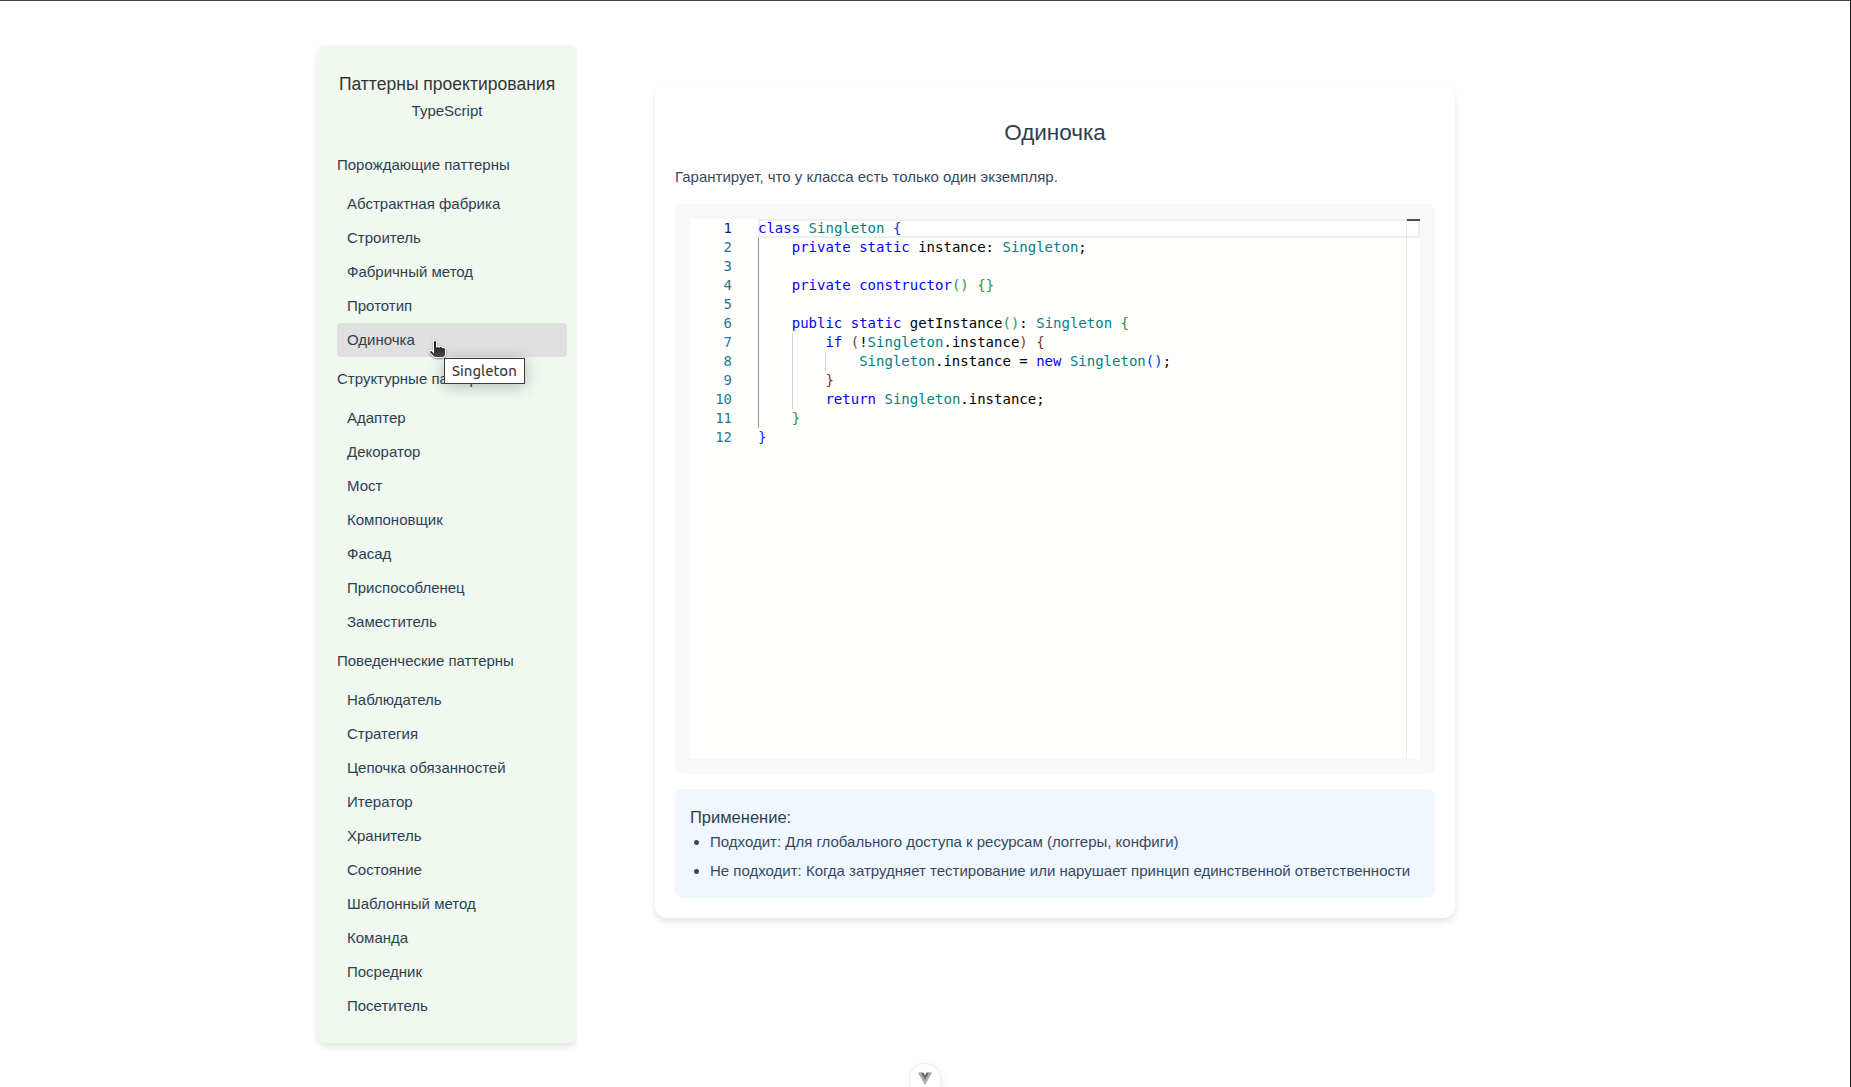 Паттерны проектирования
TypeScript
Порождающие паттерны
Абстрактная фабрика
Строитель
Фабричный метод
Прототип
Одиночка
Singleton
Структурные
Адаптер
Декоратор
Мост
Компоновщик
Фасад
Приспособленец
Заместитель
Поведенческие паттерны
Наблюдатель
Стратегия
Цепочка обязанностей
Итератор
Хранитель
Состояние
Шаблонный метод
Команда
Посредник
Посетитель
Одиночка
Гарантирует, что у класса есть только один экземпляр.
1 class Singleton {
2     private static instance: Singleton;
3
4     private constructor() {}
5
6     public static getInstance(): Singleton {
7         if (!Singleton.instance) {
8             Singleton.instance = new Singleton();
9         }
10         return Singleton.instance;
11     }
12 }
Применение:
• Подходит: Для глобального доступа к ресурсам (логгеры, конфиги)
• Не подходит: Когда затрудняет тестирование или нарушает принцип единственной ответственности